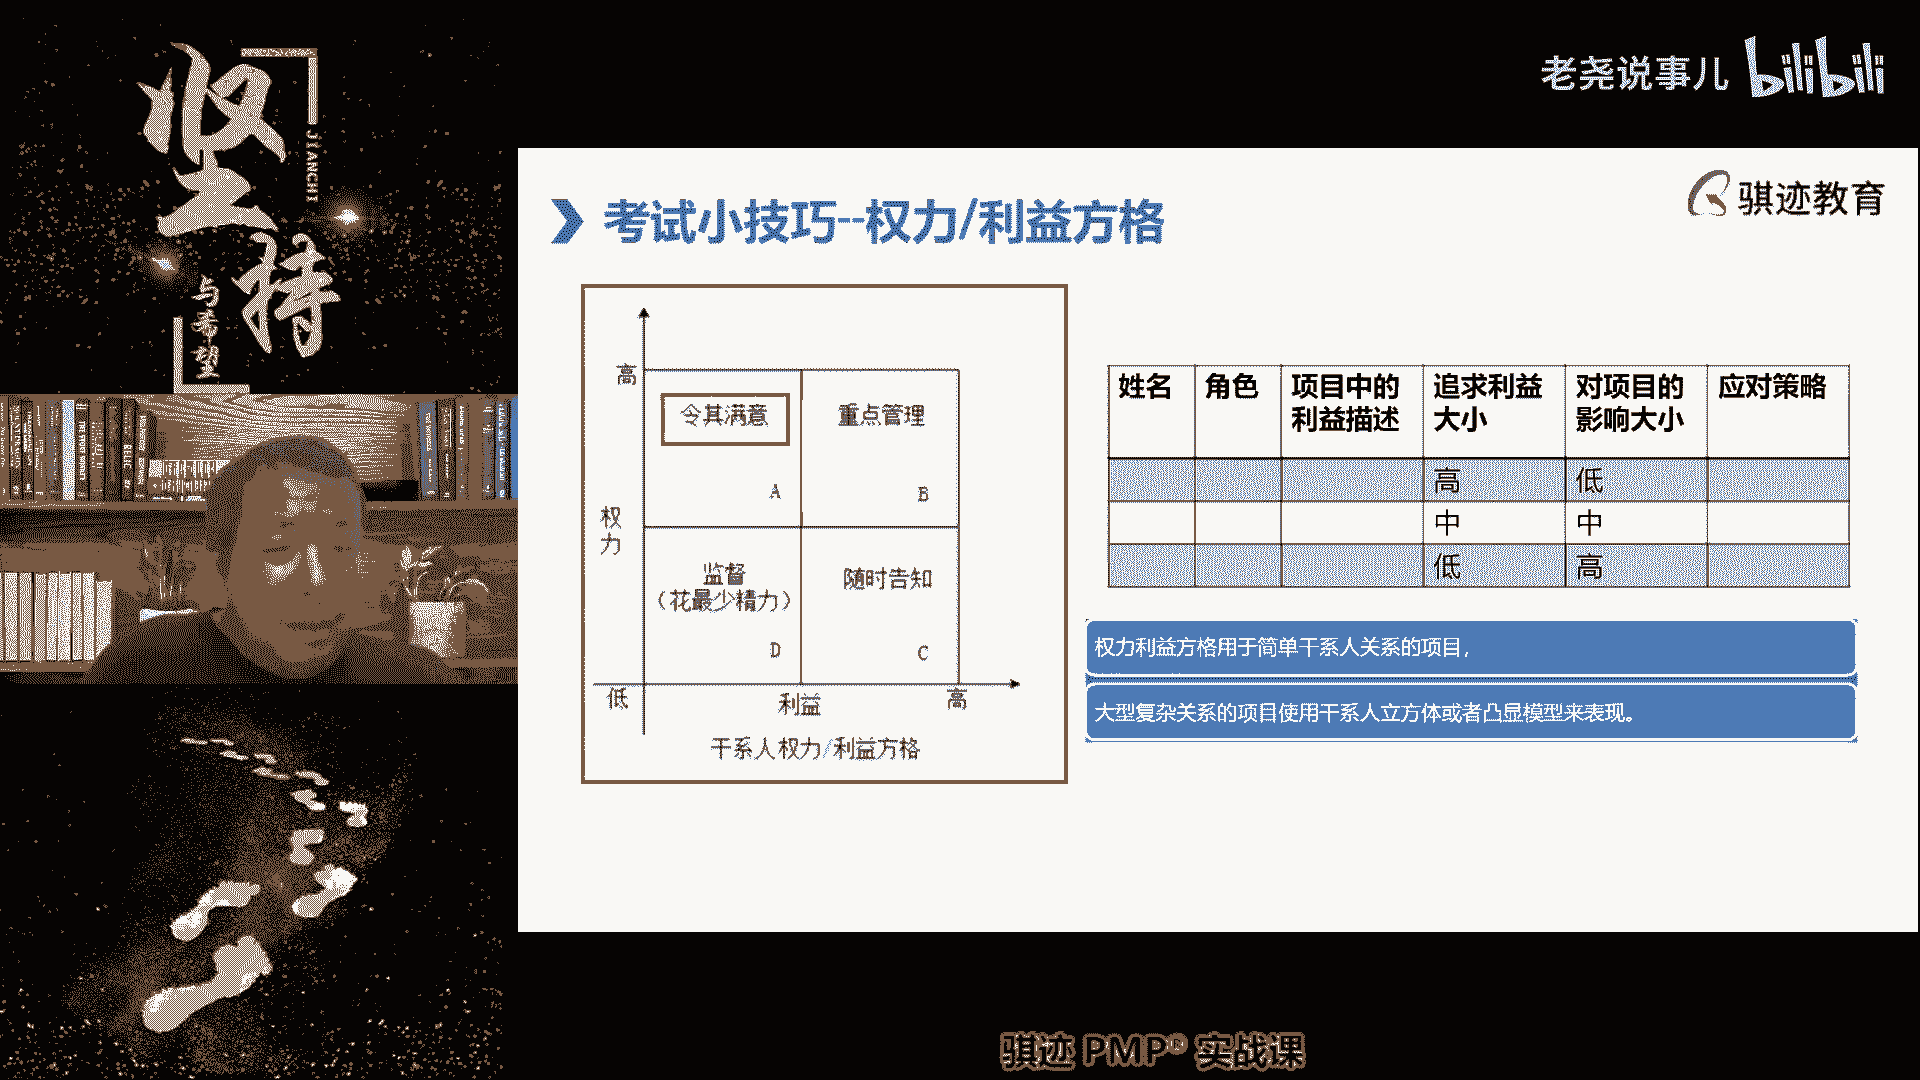 坚持
JIANCHI
与希望
老尧说事儿 bilibili
骐迹教育
考试小技巧--权力/利益方格
高
令其满意
重点管理
A
B
权力
监督
（花最少精力）
随时告知
D
C
低
利益
高
干系人权力/利益方格
姓名 角色 项目中的利益描述 追求利益大小 对项目的影响大小 应对策略
高 低
中 中
低 高
权力利益方格用于简单干系人关系的项目，
大型复杂关系的项目使用干系人立方体或者凸显模型来表现。
骐迹 PMP® 实战课